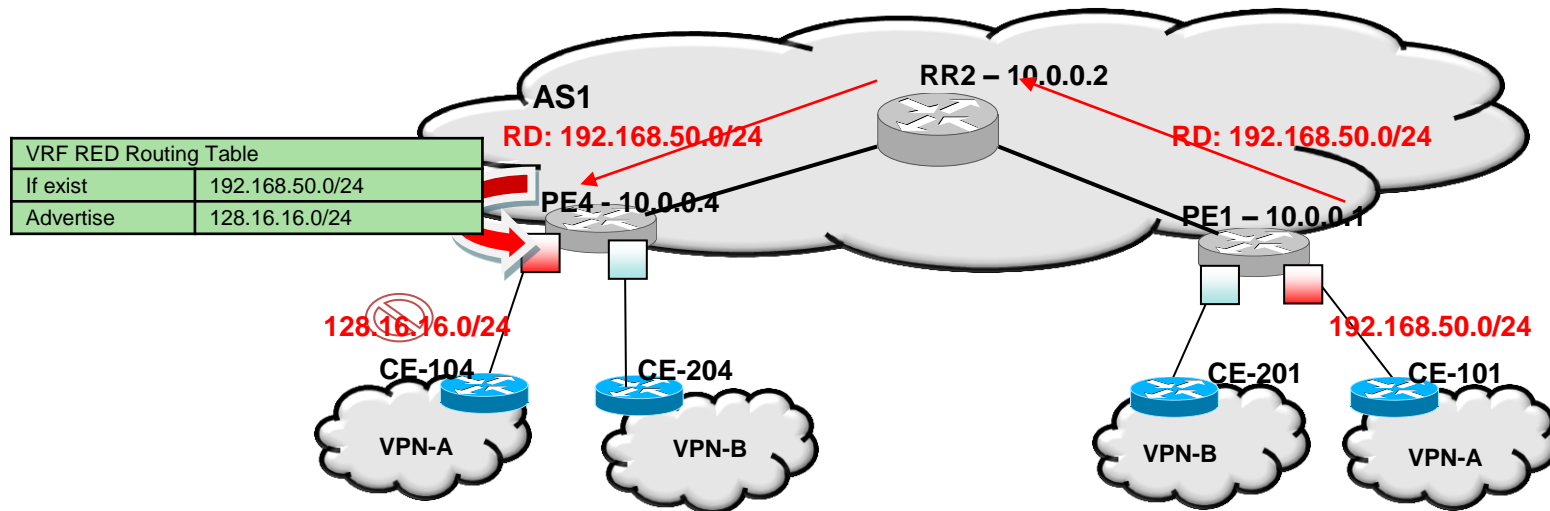 RR2 – 10.0.0.2
AS1
RD: 192.168.50.0/24
RD: 192.168.50.0/24
VRF RED Routing Table
If exist 192.168.50.0/24
Advertise 128.16.16.0/24
PE4 - 10.0.0.4
PE1 – 10.0.0.1
128.16.16.0/24
192.168.50.0/24
CE-104
CE-204
CE-201
CE-101
VPN-A
VPN-B
VPN-B
VPN-A